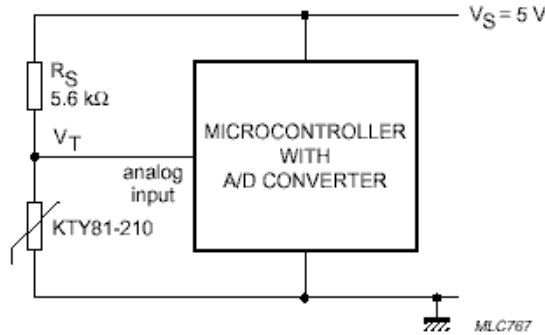 V_S = 5 V
R_S
5.6 kΩ
V_T
analog
input
MICROCONTROLLER
WITH
A/D CONVERTER
KTY81-210
MLC767